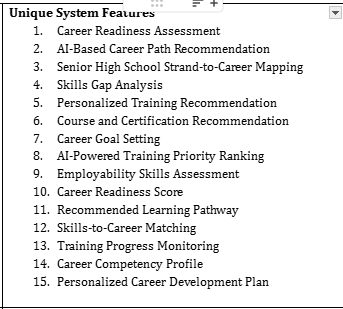 Unique System Features
1. Career Readiness Assessment
2. AI-Based Career Path Recommendation
3. Senior High School Strand-to-Career Mapping
4. Skills Gap Analysis
5. Personalized Training Recommendation
6. Course and Certification Recommendation
7. Career Goal Setting
8. AI-Powered Training Priority Ranking
9. Employability Skills Assessment
10. Career Readiness Score
11. Recommended Learning Pathway
12. Skills-to-Career Matching
13. Training Progress Monitoring
14. Career Competency Profile
15. Personalized Career Development Plan